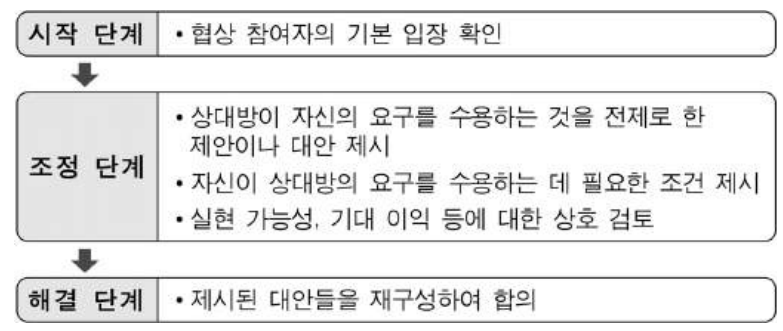 시작 단계 • 협상 참여자의 기본 입장 확인
• 상대방이 자신의 요구를 수용하는 것을 전제로 한
제안이나 대안 제시
조정 단계 • 자신이 상대방의 요구를 수용하는 데 필요한 조건 제시
• 실현 가능성, 기대 이익 등에 대한 상호 검토
해결 단계 • 제시된 대안들을 재구성하여 합의